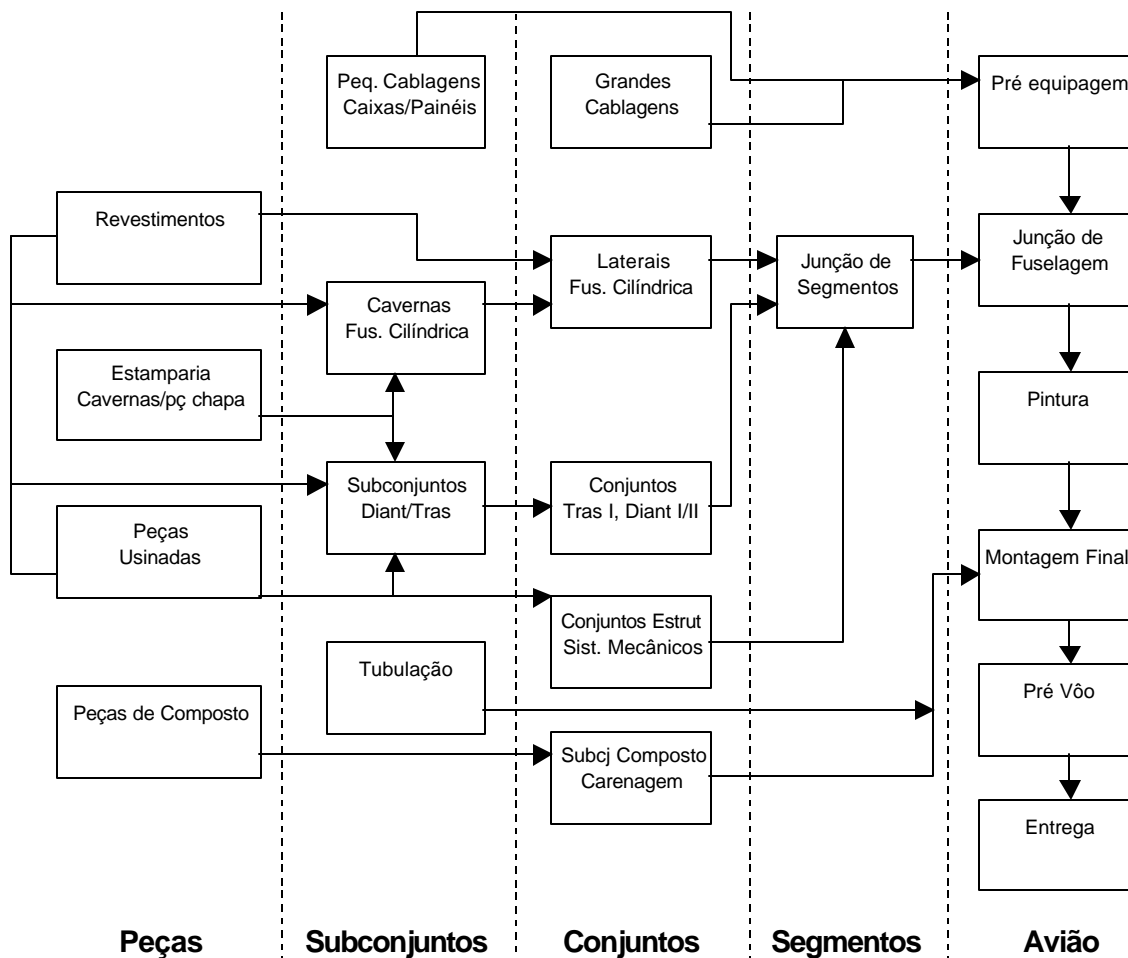 Peq. Cablagens
Caixas/Painéis
Grandes
Cablagens
Pré equipagem
Revestimentos
Laterais
Fus. Cilíndrica
Junção de
Segmentos
Junção de
Fuselagem
Cavernas
Fus. Cilíndrica
Estamparia
Cavernas/pç chapa
Pintura
Subconjuntos
Diant/Tras
Conjuntos
Tras I, Diant I/II
Peças
Usinadas
Montagem Final
Conjuntos Estrut
Sist. Mecânicos
Tubulação
Pré Vôo
Peças de Composto
Subcj Composto
Carenagem
Entrega
Peças
Subconjuntos
Conjuntos
Segmentos
Avião